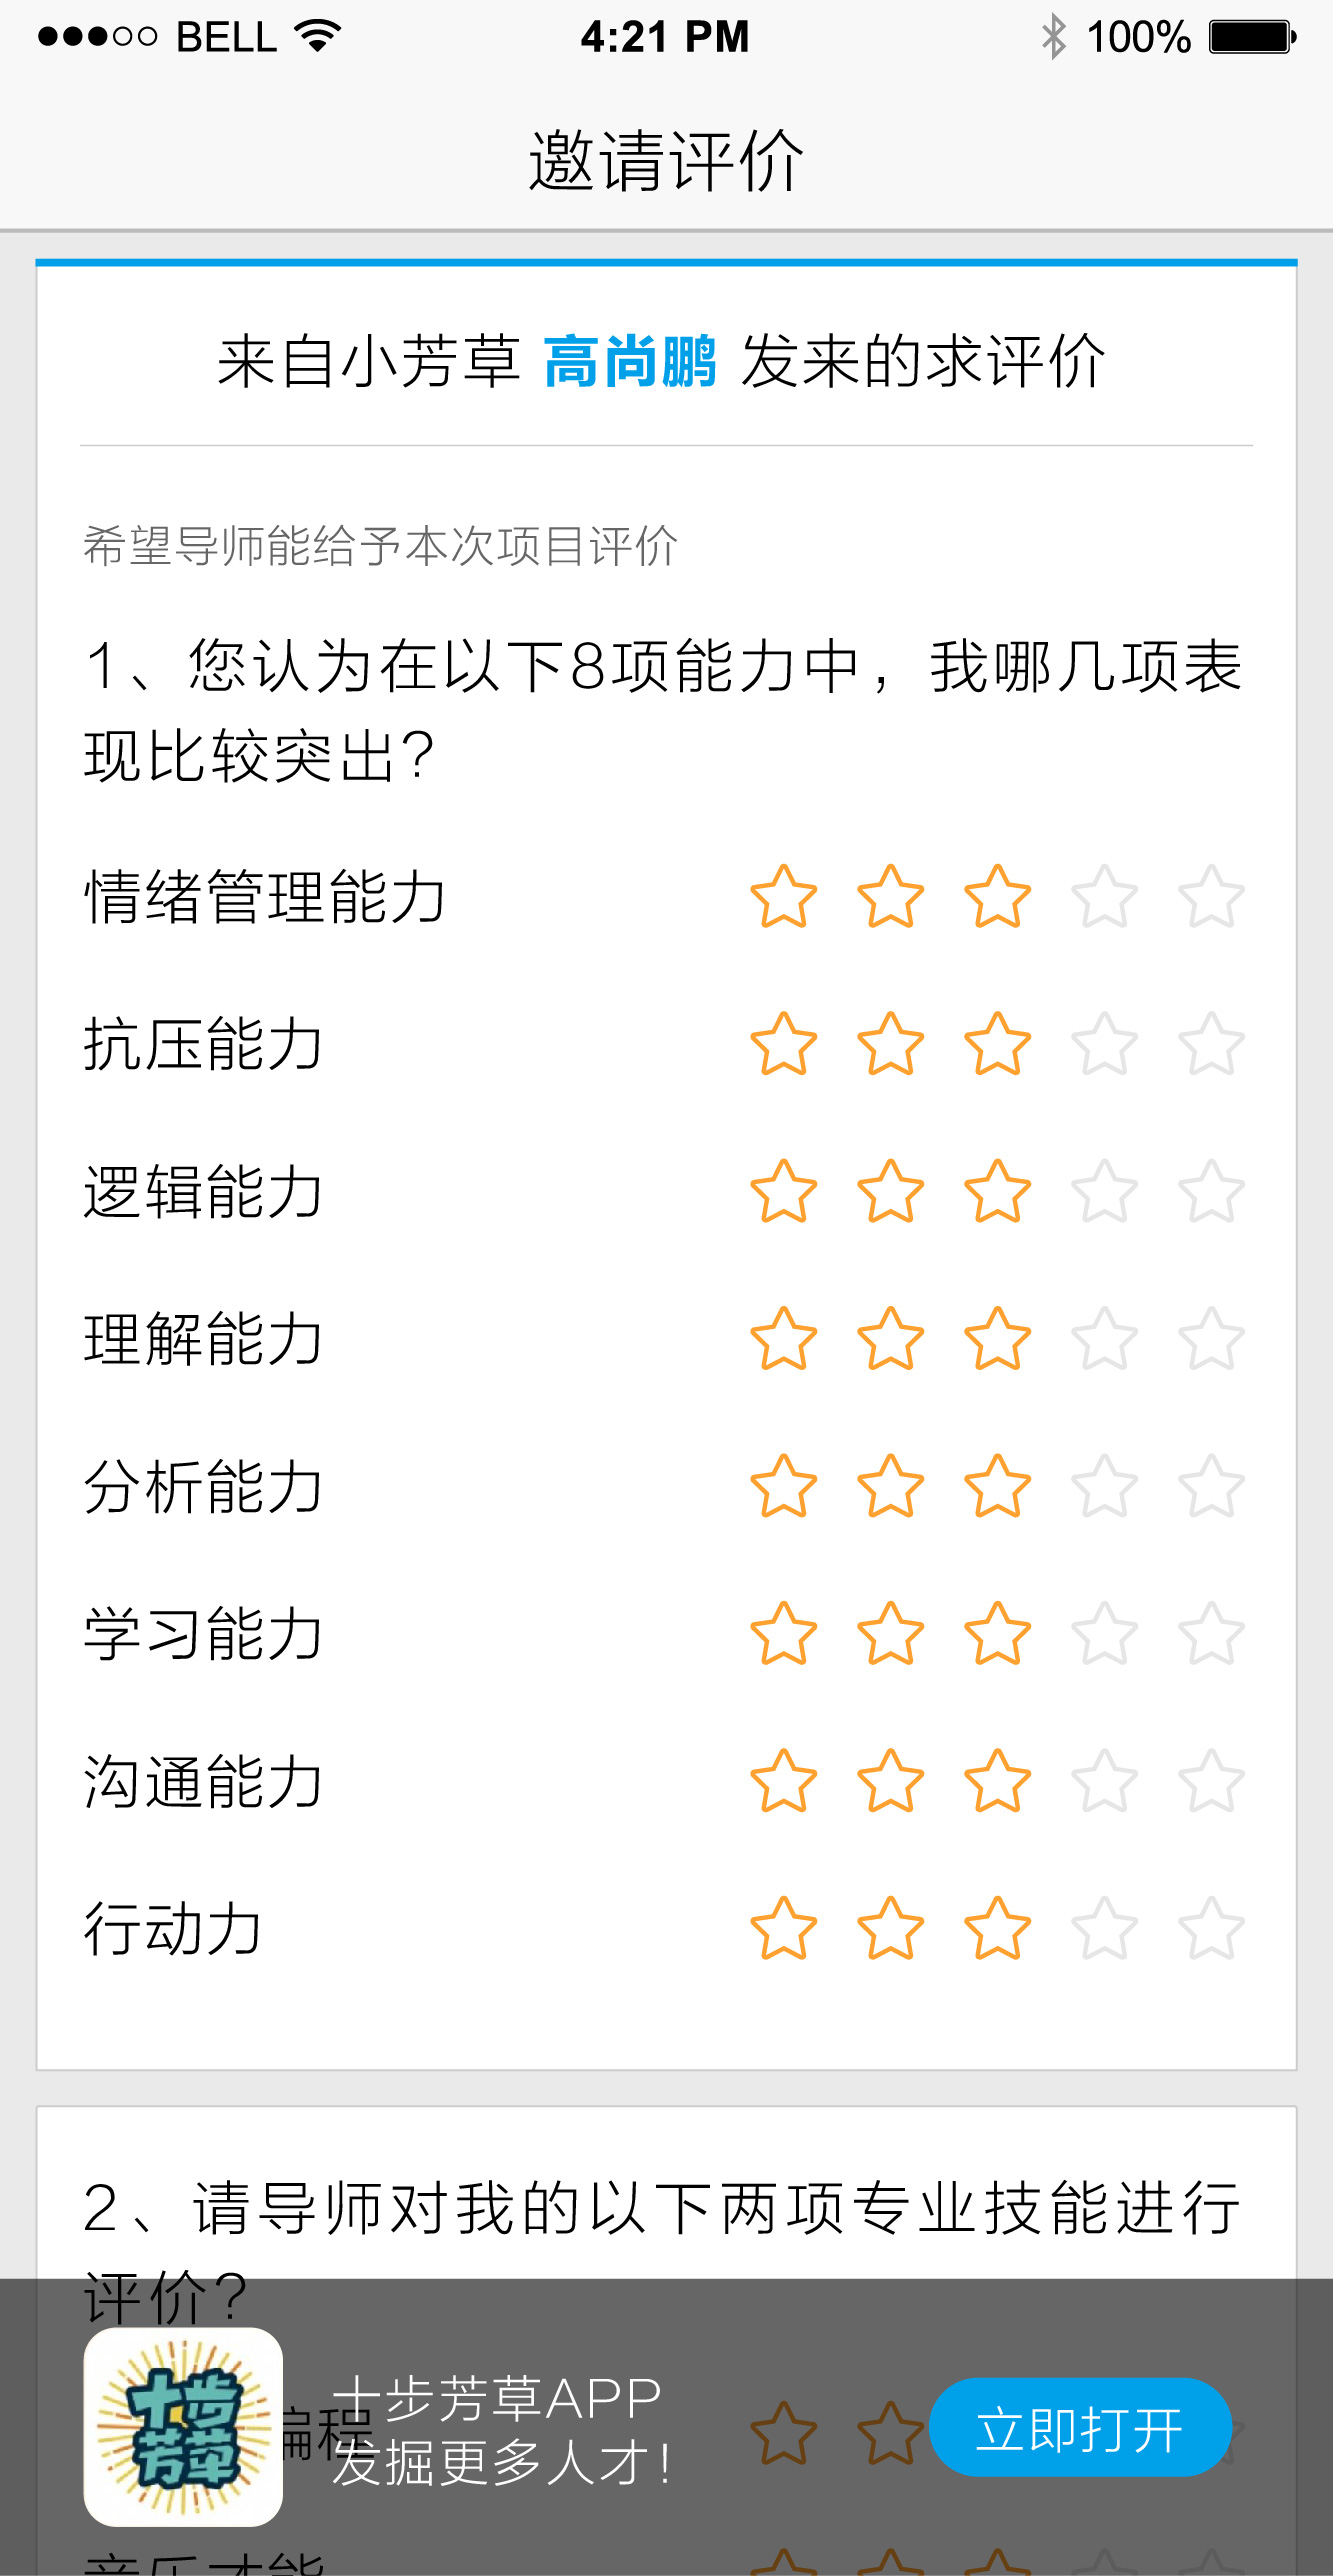 BELL 4:21 PM 100%
邀请评价
来自小芳草 高尚鹏 发来的求评价
希望导师能给予本次项目评价
1、您认为在以下8项能力中，我哪几项表
现比较突出？
情绪管理能力
抗压能力
逻辑能力
理解能力
分析能力
学习能力
沟通能力
行动力
2、请导师对我的以下两项专业技能进行
评价？
十步
芳草
编程
十步芳草APP
发掘更多人才！
立即打开